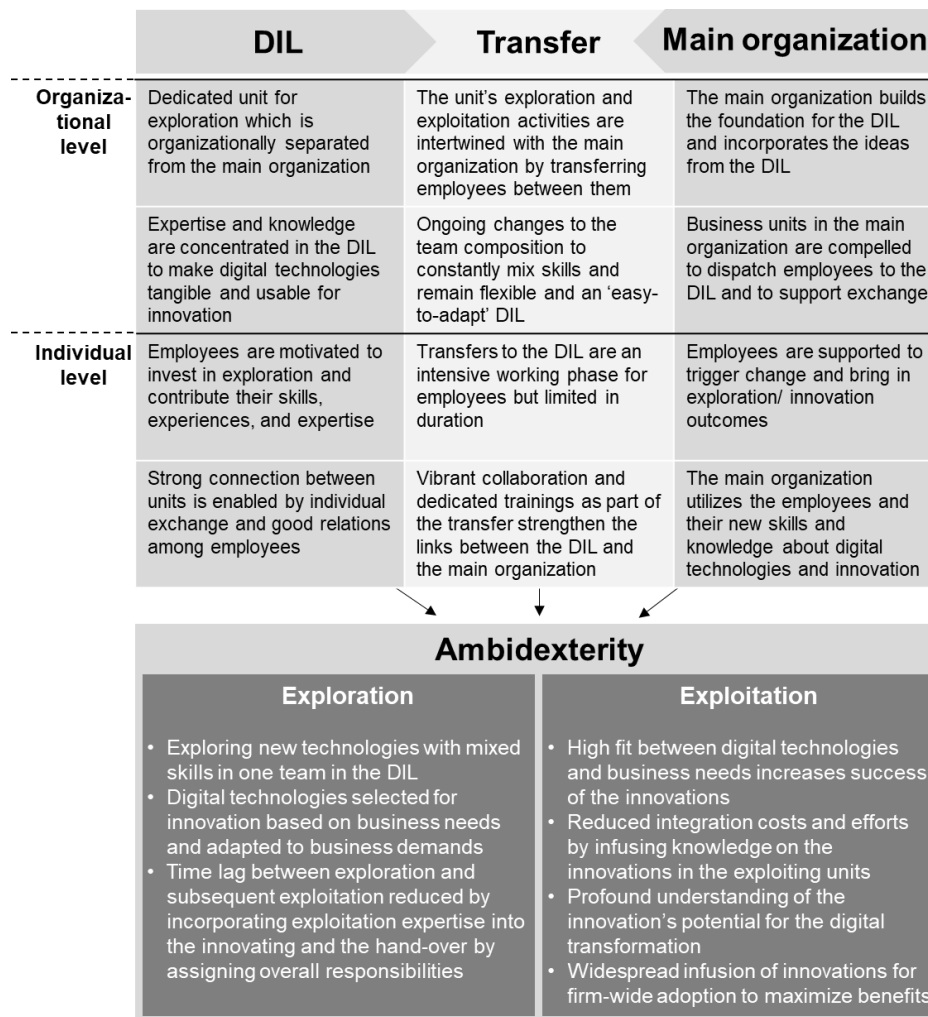 DIL
Transfer
Main organization
Organiza-
tional
level
Dedicated unit for
exploration which is
organizationally separated
from the main organization
The unit's exploration and
exploitation activities are
intertwined with the main
organization by transferring
employees between them
The main organization builds
the foundation for the DIL
and incorporates the ideas
from the DIL
Expertise and knowledge
are concentrated in the DIL
to make digital technologies
tangible and usable for
innovation
Ongoing changes to the
team composition to
constantly mix skills and
remain flexible and an ‘easy-
to-adapt’ DIL
Business units in the main
organization are compelled
to dispatch employees to the
DIL and to support exchange
Individual
level
Employees are motivated to
invest in exploration and
contribute their skills,
experiences, and expertise
Transfers to the DIL are an
intensive working phase for
employees but limited in
duration
Employees are supported to
trigger change and bring in
exploration/ innovation
outcomes
Strong connection between
units is enabled by individual
exchange and good relations
among employees
Vibrant collaboration and
dedicated trainings as part of
the transfer strengthen the
links between the DIL and
the main organization
The main organization
utilizes the employees and
their new skills and
knowledge about digital
technologies and innovation
Ambidexterity
Exploration
• Exploring new technologies with mixed
skills in one team in the DIL
• Digital technologies selected for
innovation based on business needs
and adapted to business demands
• Time lag between exploration and
subsequent exploitation reduced by
incorporating exploitation expertise into
the innovating and the hand-over by
assigning overall responsibilities
Exploitation
• High fit between digital technologies
and business needs increases success
of the innovations
• Reduced integration costs and efforts
by infusing knowledge on the
innovations in the exploiting units
• Profound understanding of the
innovation's potential for the digital
transformation
• Widespread infusion of innovations for
firm-wide adoption to maximize benefits